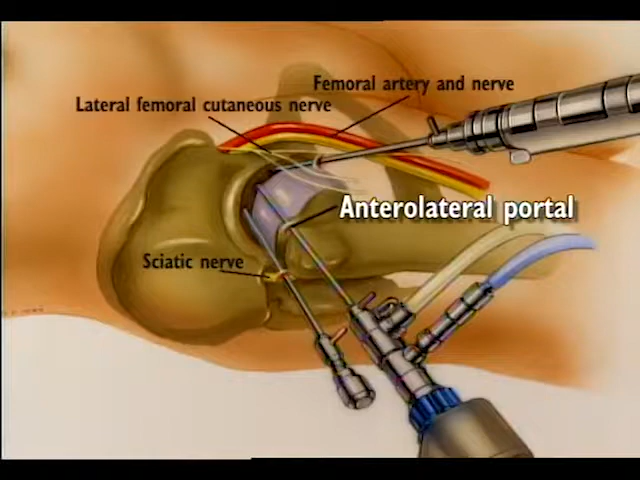 Femoral artery and nerve
Lateral femoral cutaneous nerve
Anterolateral portal
Sciatic nerve